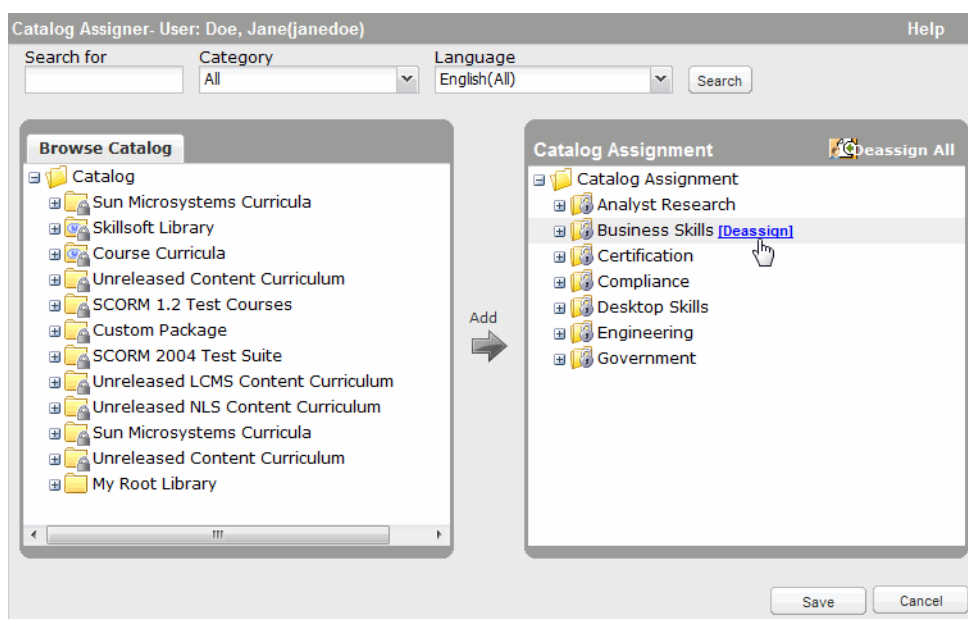 Catalog Assigner- User: Doe, Jane(janedoe) Help
Search for Category Language
All English(All) Search
Browse Catalog
Catalog
Sun Microsystems Curricula
Skillsoft Library
Course Curricula
Unreleased Content Curriculum
SCORM 1.2 Test Courses
Custom Package
SCORM 2004 Test Suite
Unreleased LCMS Content Curriculum
Unreleased NLS Content Curriculum
Sun Microsystems Curricula
Unreleased Content Curriculum
My Root Library
Add
Catalog Assignment Deassign All
Catalog Assignment
Analyst Research
Business Skills [Deassign]
Certification
Compliance
Desktop Skills
Engineering
Government
Save Cancel